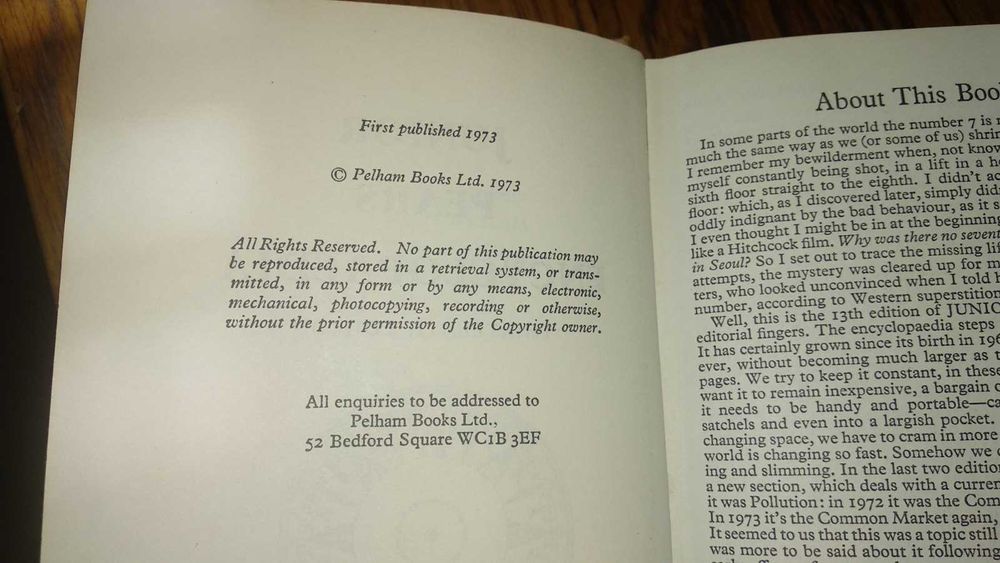 First published 1973
© Pelham Books Ltd. 1973
All Rights Reserved. No part of this publication may
be reproduced, stored in a retrieval system, or trans-
mitted, in any form or by any means, electronic,
mechanical, photocopying, recording or otherwise,
without the prior permission of the Copyright owner.
All enquiries to be addressed to
Pelham Books Ltd.,
52 Bedford Square WC1B 3EF
About This Boo
In some parts of the world the number 7 is
much the same way as we (or some of us) shri
I remember my bewilderment when, not know
myself constantly being shot, in a lift in a h
sixth floor straight to the eighth. I didn't ac
floor: which, as I discovered later, simply did
oddly indignant by the bad behaviour, as it s
I even thought I might be in at the beginning
like a Hitchcock film. Why was there no sevent
in Seoul? So I set out to trace the missing li
attempts, the mystery was cleared up for m
ters, who looked unconvinced when I told h
number, according to Western superstition
Well, this is the 13th edition of JUNIO
editorial fingers. The encyclopaedia steps
It has certainly grown since its birth in 196
ever, without becoming much larger as t
pages. We try to keep it constant, in these
want it to remain inexpensive, a bargain
it needs to be handy and portable—ca
satchels and even into a largish pocket.
changing space, we have to cram in more
world is changing so fast. Somehow we
ing and slimming. In the last two edition
a new section, which deals with a curren
it was Pollution: in 1972 it was the Com
In 1973 it's the Common Market again,
It seemed to us that this was a topic still
was more to be said about it following